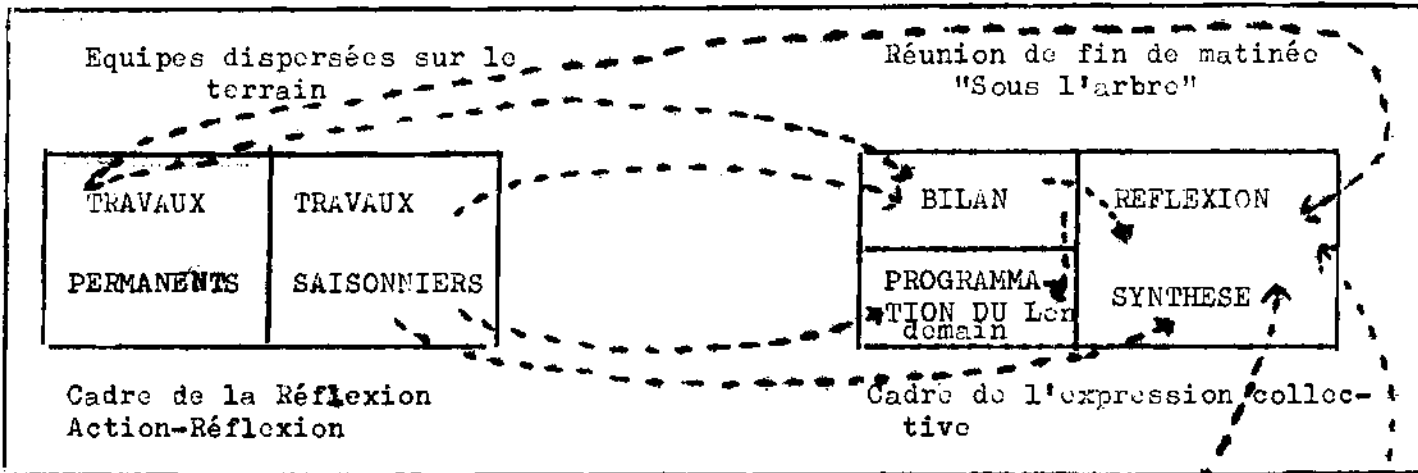 Equipes dispersées sur le
terrain
Réunion de fin de matinée
"Sous l'arbre"
TRAVAUX
PERMANENTS
TRAVAUX
SAISONNIERS
BILAN
PROGRAMMA-
TION DU Len
demain
REFLEXION
SYNTHESE
Cadre de la Réflexion
Action-Réflexion
Cadre de l'expression collec-
tive